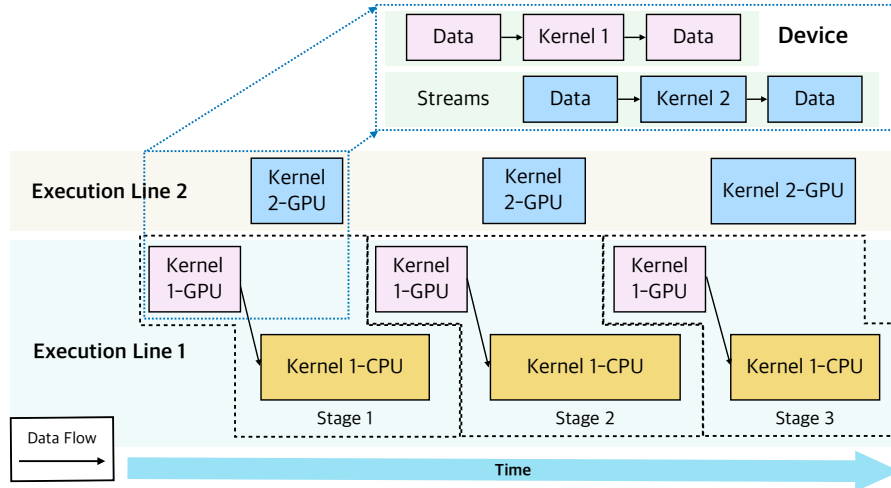 Data Kernel 1 Data Device
Streams Data Kernel 2 Data
Execution Line 2
Kernel
2-GPU
Kernel
2-GPU
Kernel 2-GPU
Kernel
1-GPU
Kernel
1-GPU
Kernel
1-GPU
Execution Line 1
Kernel 1-CPU
Kernel 1-CPU
Kernel 1-CPU
Stage 1
Stage 2
Stage 3
Data Flow
Time